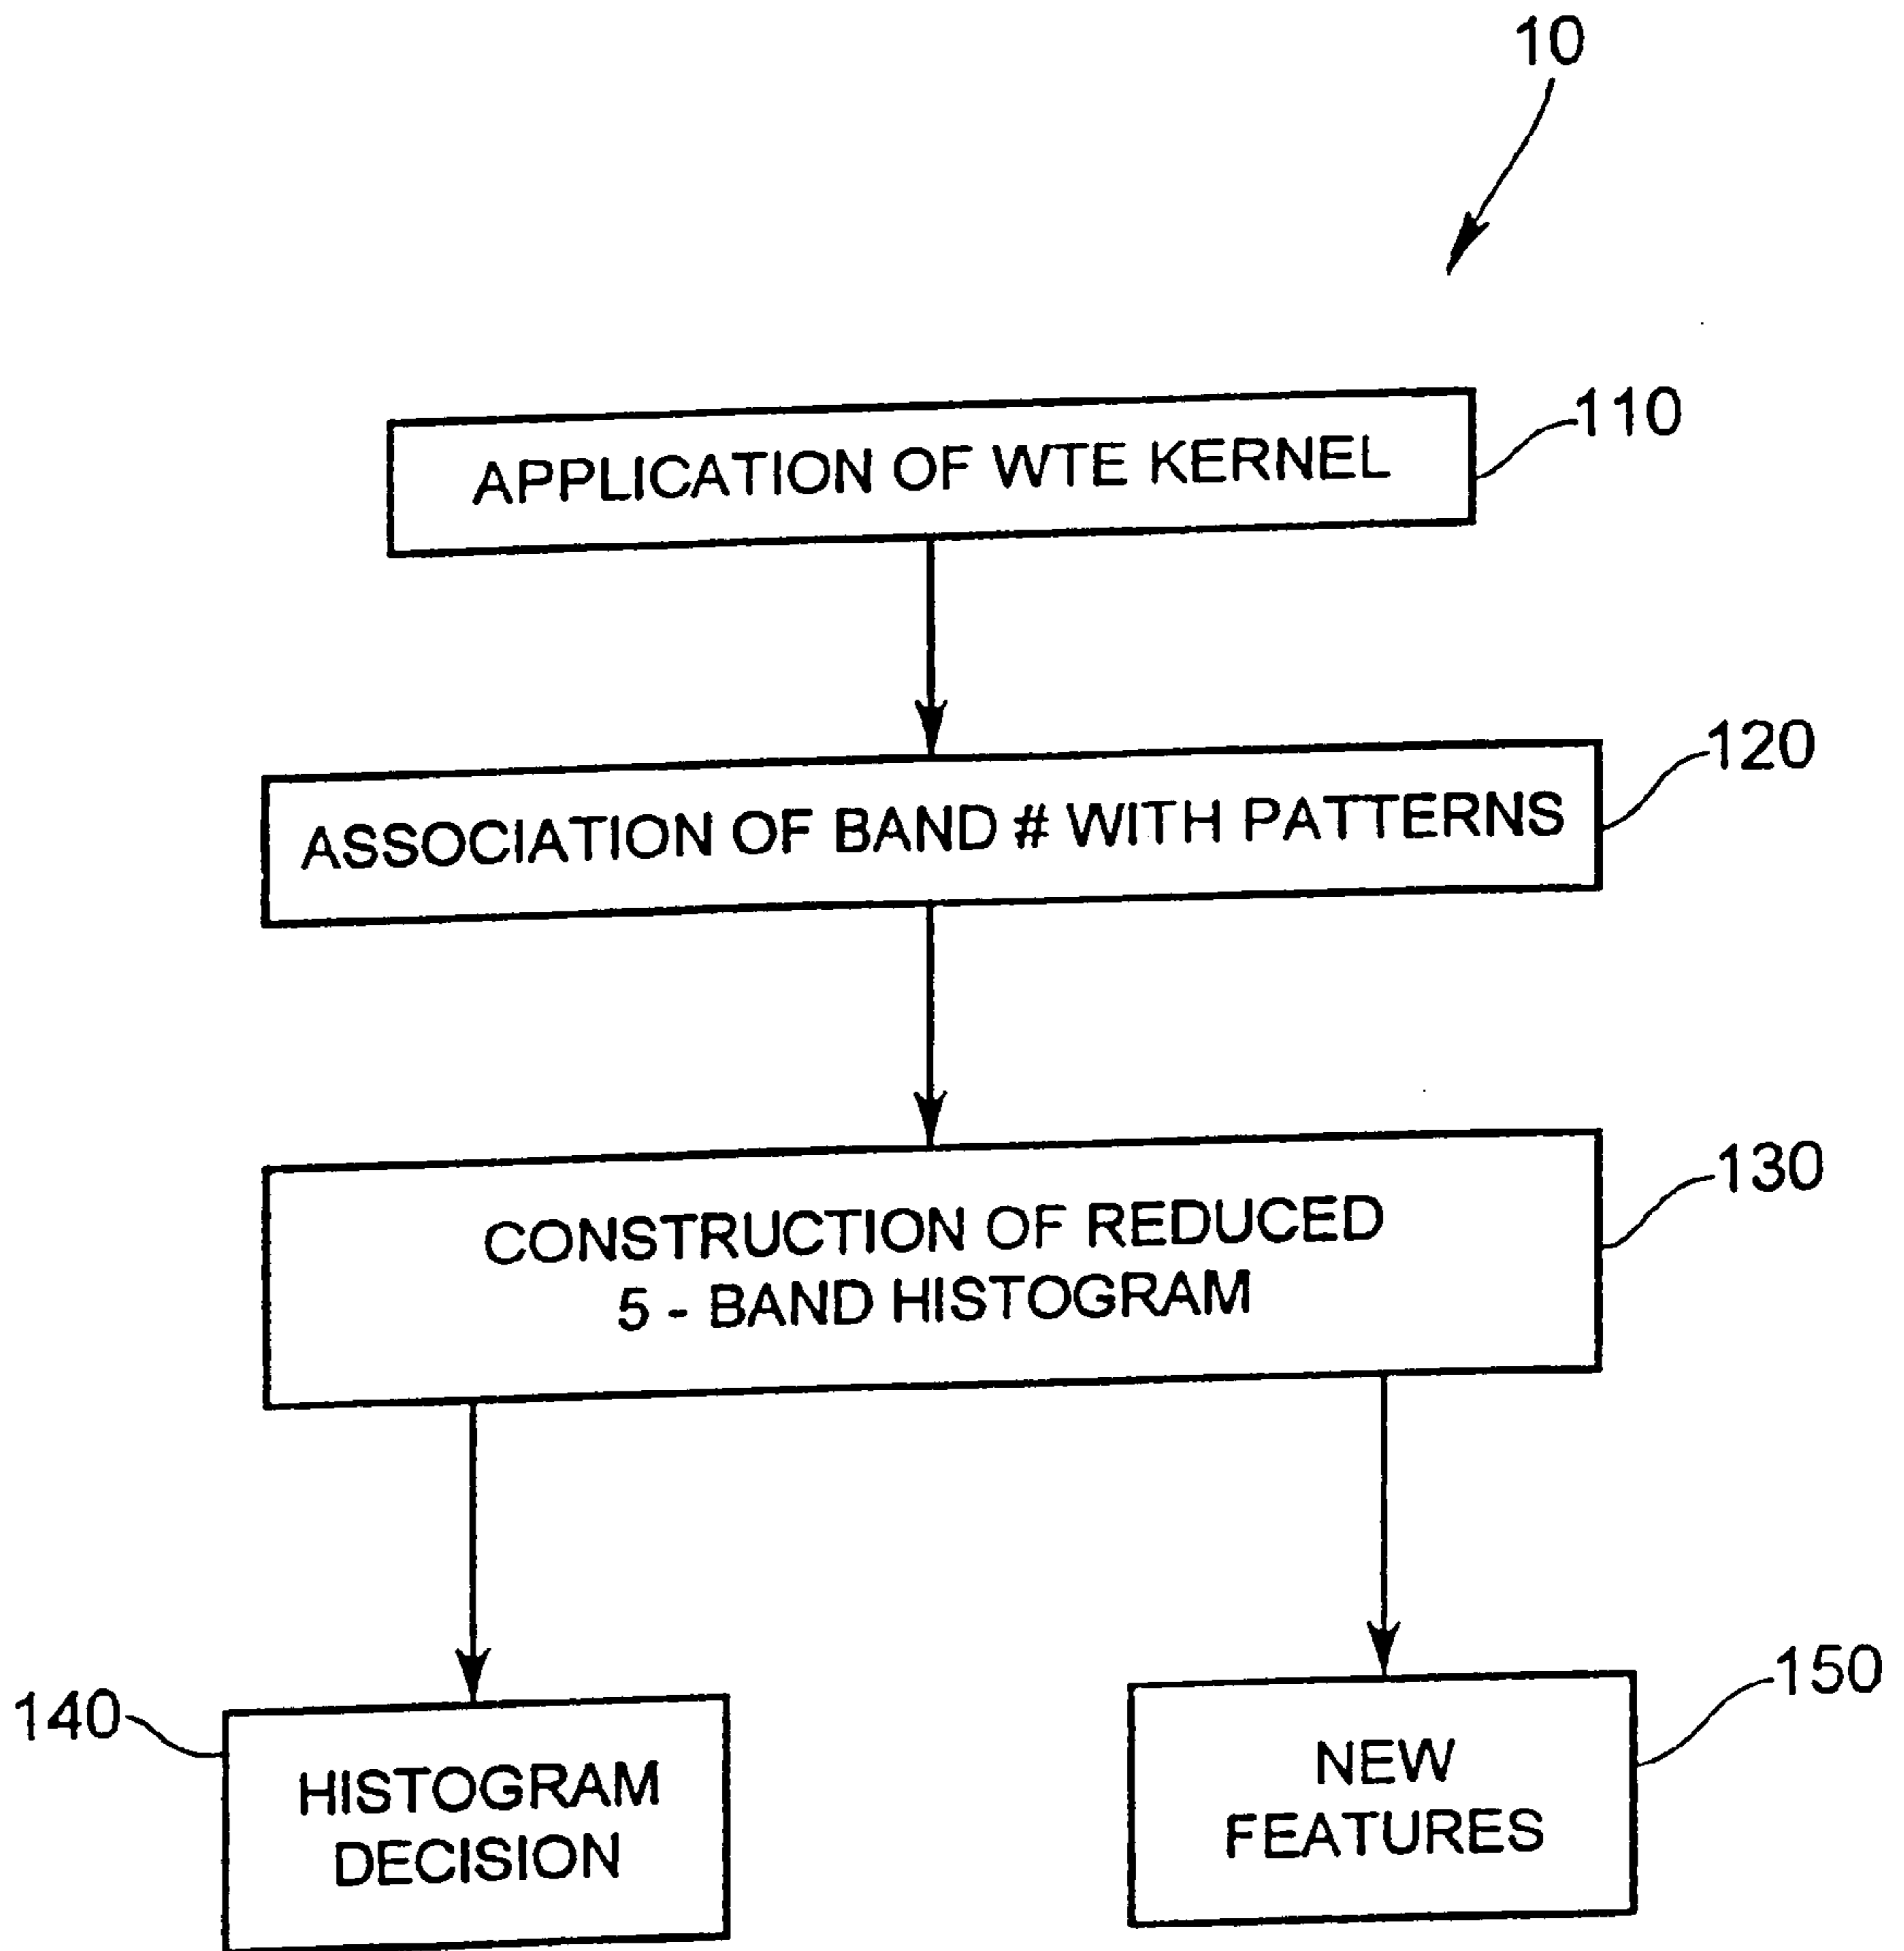 10
APPLICATION OF WTE KERNEL
110
ASSOCIATION OF BAND # WITH PATTERNS
120
CONSTRUCTION OF REDUCED
5 - BAND HISTOGRAM
130
140
HISTOGRAM
DECISION
NEW
FEATURES
150